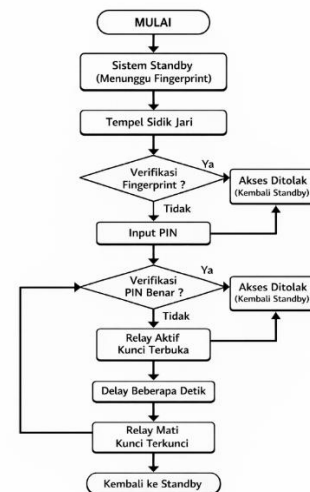 MULAI
Sistem Standby
(Menunggu Fingerprint)
Tempel Sidik Jari
Verifikasi
Fingerprint ?
Ya
Akses Ditolak
(Kembali Standby)
Tidak
Input PIN
Verifikasi
PIN Benar ?
Ya
Akses Ditolak
(Kembali Standby)
Tidak
Relay Aktif
Kunci Terbuka
Delay Beberapa Detik
Relay Mati
Kunci Terkunci
Kembali ke Standby